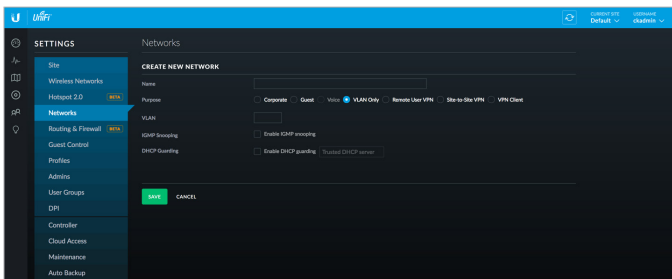 U UniFi CURRENT SITE USERNAME
Default ckadmin
SETTINGS
Networks
Site
CREATE NEW NETWORK
Wireless Networks
Name
Hotspot 2.0 BETA
Purpose Corporate Guest Voice VLAN Only Remote User VPN Site-to-Site VPN VPN Client
Networks
VLAN
Routing & Firewall BETA
IGMP Snooping Enable IGMP snooping
Guest Control
DHCP Guarding Enable DHCP guarding Trusted DHCP server
Profiles
Admins
User Groups
SAVE CANCEL
DPI
Controller
Cloud Access
Maintenance
Auto Backup